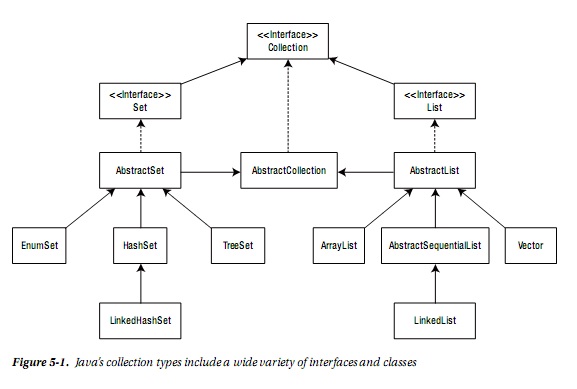 <<Interface>>
Collection
<<Interface>>
Set
<<Interface>>
List
AbstractSet
AbstractCollection
AbstractList
EnumSet
HashSet
TreeSet
ArrayList
AbstractSequentialList
Vector
LinkedHashSet
LinkedList
Figure 5-1. Java's collection types include a wide variety of interfaces and classes